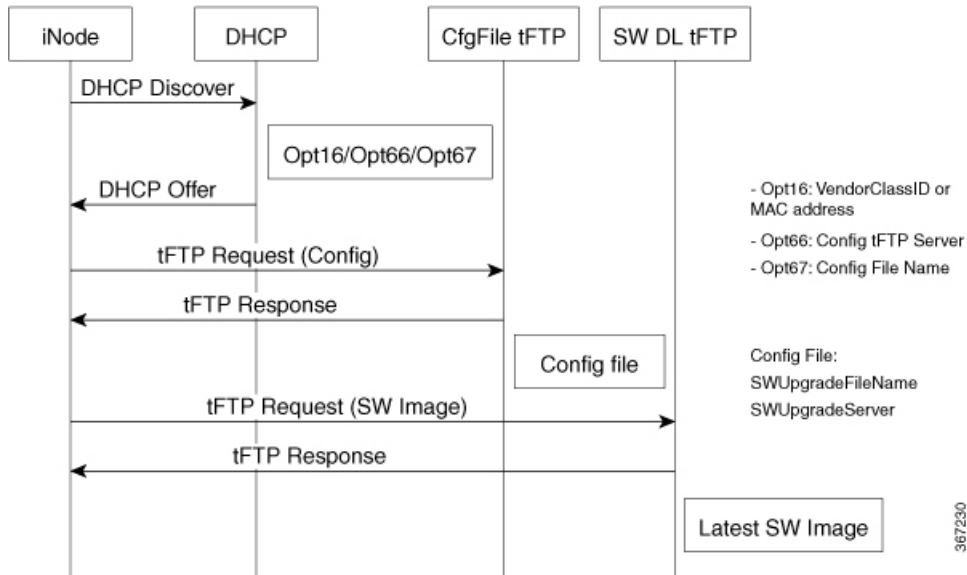 iNode
DHCP
CfgFile tFTP
SW DL tFTP
DHCP Discover
Opt16/Opt66/Opt67
DHCP Offer
- Opt16: VendorClassID or
MAC address
- Opt66: Config tFTP Server
- Opt67: Config File Name
tFTP Request (Config)
tFTP Response
Config file
Config File:
SWUpgradeFileName
SWUpgradeServer
tFTP Request (SW Image)
tFTP Response
Latest SW Image
367230